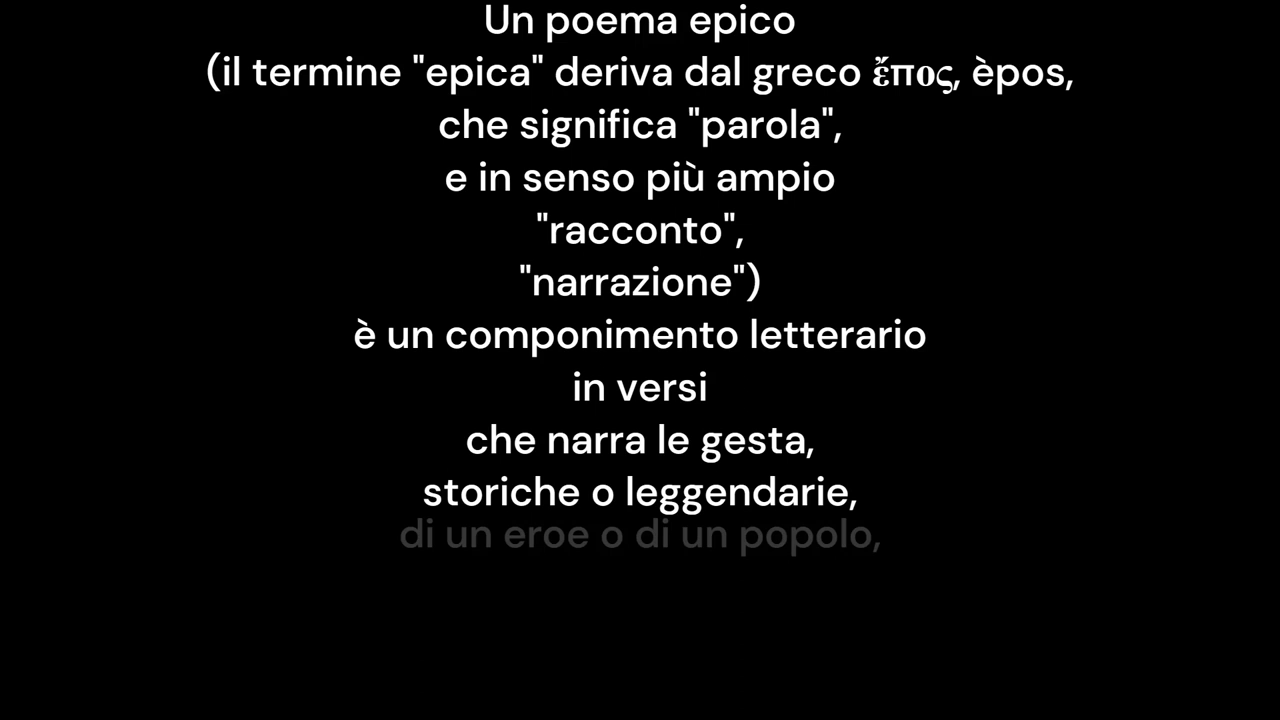 Un poema epico
(il termine "epica" deriva dal greco ἔπος, èpos,
che significa "parola",
e in senso più ampio
"racconto",
"narrazione")
è un componimento letterario
in versi
che narra le gesta,
storiche o leggendarie,
di un eroe o di un popolo,